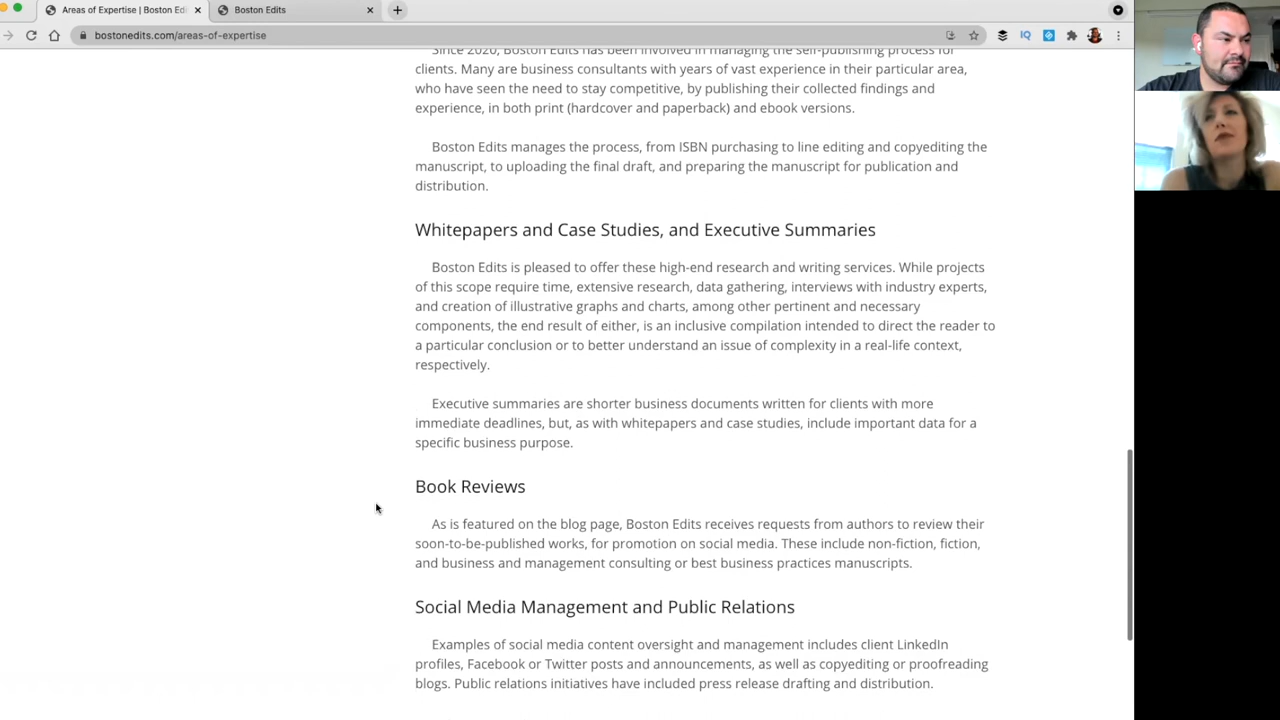 Areas of Expertise | Boston Edi
Boston Edits
bostonedits.com/areas-of-expertise
Since 2020, Boston Edits has been involved in managing the self-publishing process for
clients. Many are business consultants with years of vast experience in their particular area,
who have seen the need to stay competitive, by publishing their collected findings and
experience, in both print (hardcover and paperback) and ebook versions.
Boston Edits manages the process, from ISBN purchasing to line editing and copyediting the
manuscript, to uploading the final draft, and preparing the manuscript for publication and
distribution.
Whitepapers and Case Studies, and Executive Summaries
Boston Edits is pleased to offer these high-end research and writing services. While projects
of this scope require time, extensive research, data gathering, interviews with industry experts,
and creation of illustrative graphs and charts, among other pertinent and necessary
components, the end result of either, is an inclusive compilation intended to direct the reader to
a particular conclusion or to better understand an issue of complexity in a real-life context,
respectively.
Executive summaries are shorter business documents written for clients with more
immediate deadlines, but, as with whitepapers and case studies, include important data for a
specific business purpose.
Book Reviews
As is featured on the blog page, Boston Edits receives requests from authors to review their
soon-to-be-published works, for promotion on social media. These include non-fiction, fiction,
and business and management consulting or best business practices manuscripts.
Social Media Management and Public Relations
Examples of social media content oversight and management includes client LinkedIn
profiles, Facebook or Twitter posts and announcements, as well as copyediting or proofreading
blogs. Public relations initiatives have included press release drafting and distribution.